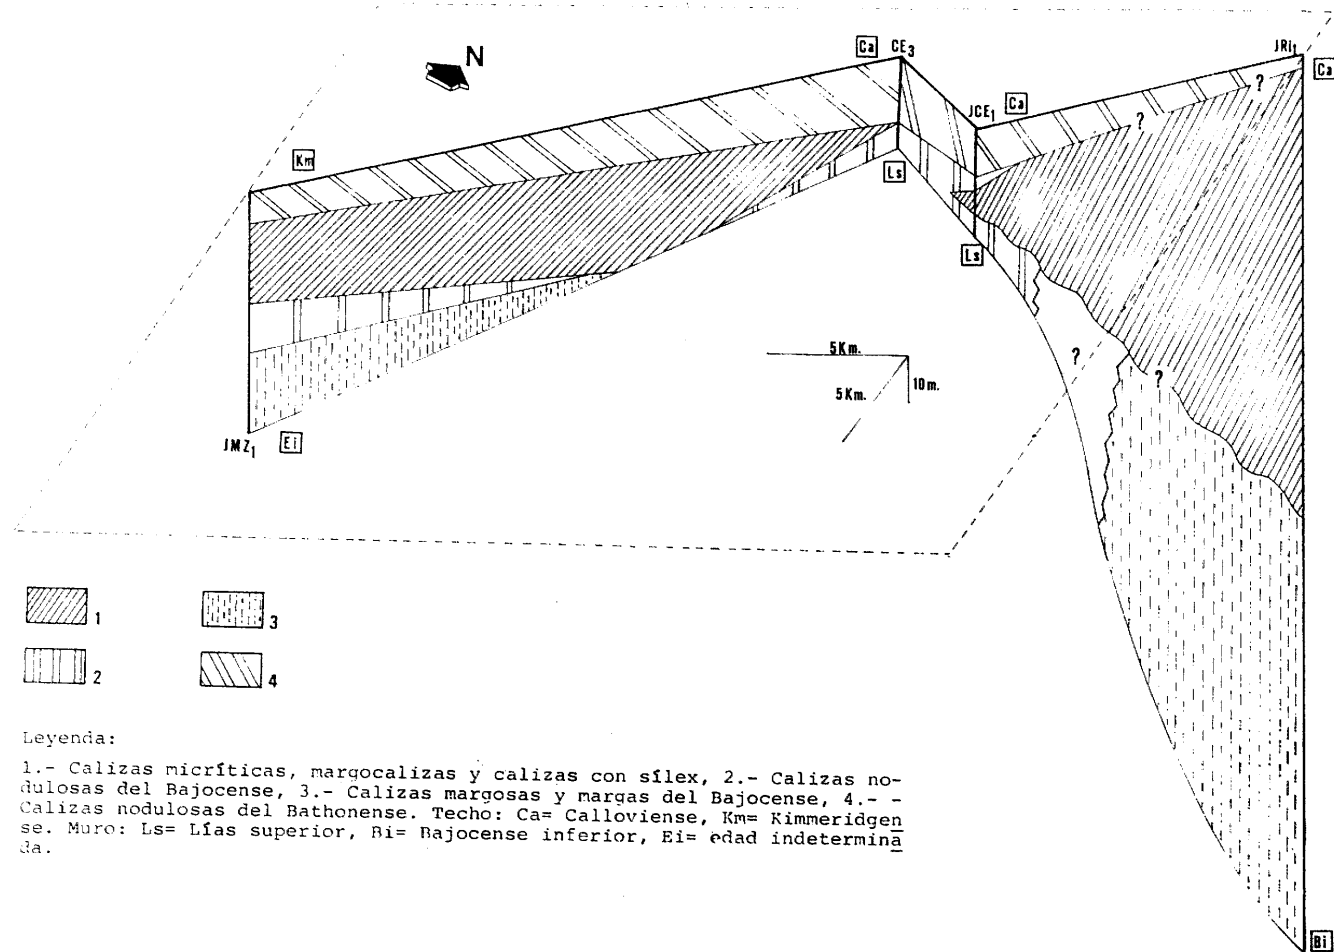 N
Ca CE3
JRi1
Ca
JCE1 Ca
?
?
Km
Ls
Ls
5Km.
5Km.
10m.
?
?
JMZ1 Ei
1
3
2
4
Bi
Leyenda:
1.- Calizas micríticas, margocalizas y calizas con sílex, 2.- Calizas no-
dulosas del Bajocense, 3.- Calizas margosas y margas del Bajocense, 4.- -
Calizas nodulosas del Bathonense. Techo: Ca= Calloviense, Km= Kimmeridgen
se. Muro: Ls= Lías superior, Bi= Bajocense inferior, Ei= edad indetermina
da.